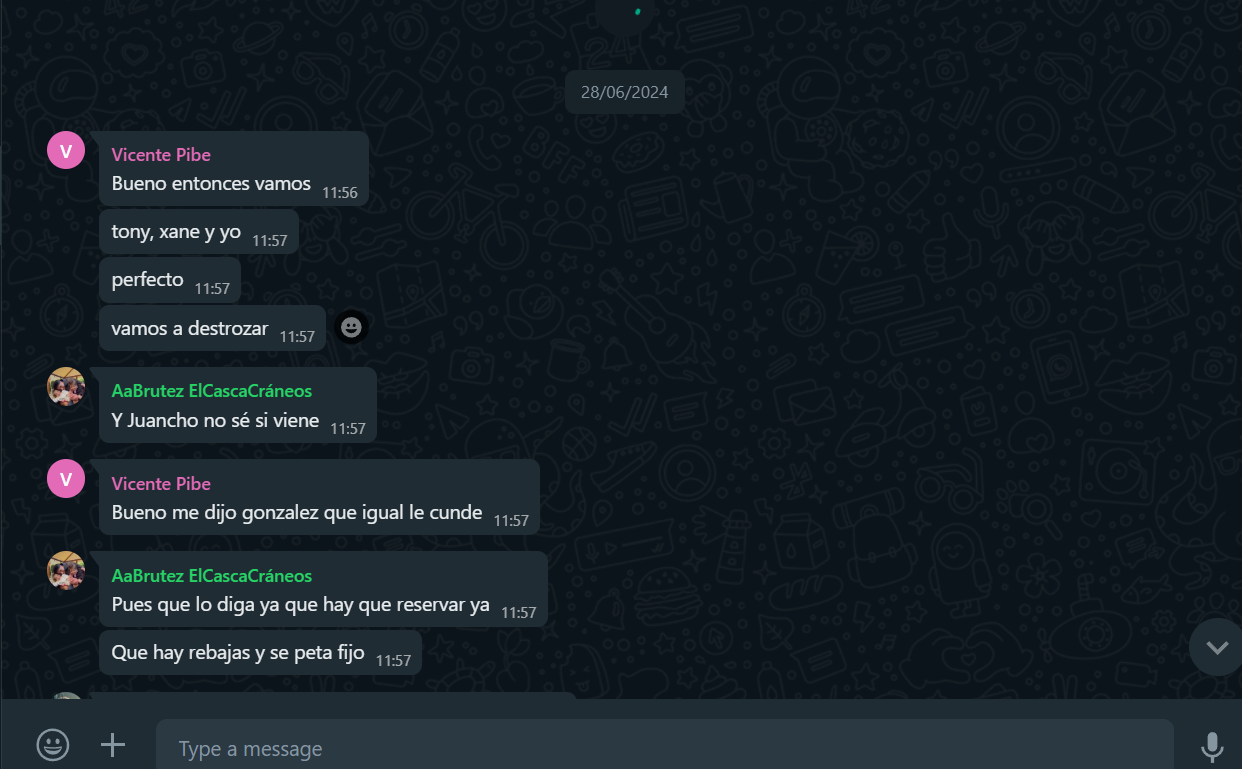 28/06/2024
V
Vicente Pibe
Bueno entonces vamos 11:56
tony, xane y yo 11:57
perfecto 11:57
vamos a destrozar 11:57
AaBrutez ElCascaCráneos
Y Juancho no sé si viene 11:57
V
Vicente Pibe
Bueno me dijo gonzalez que igual le cunde 11:57
AaBrutez ElCascaCráneos
Pues que lo diga ya que hay que reservar ya 11:57
Que hay rebajas y se peta fijo 11:57
Type a message